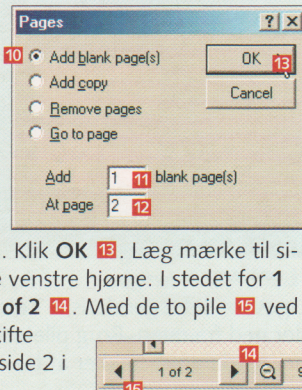 Pages
10 Add blank page(s) OK 13
Add copy Cancel
Remove pages
Go to page
Add 1 11 blank page(s)
At page 2 12
. Klik OK 13. Læg mærke til si-
venstre hjørne. I stedet for 1
of 2 14. Med de to pile 15 ved
side 2 i
14
1 of 2
15